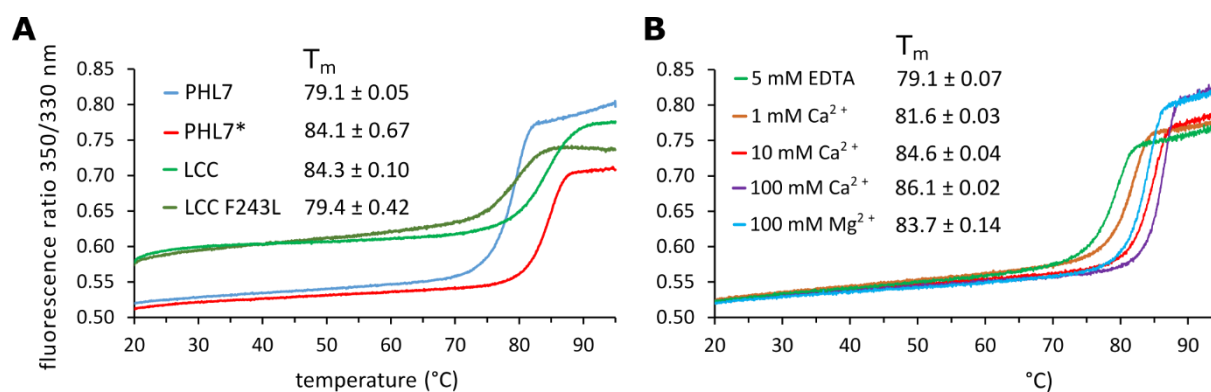 A
T_m
PHL7 79.1 ± 0.05
PHL7* 84.1 ± 0.67
LCC 84.3 ± 0.10
LCC F243L 79.4 ± 0.42
fluorescence ratio 350/330 nm
0.85
0.80
0.75
0.70
0.65
0.60
0.55
0.50
20 30 40 50 60 70 80 90
temperature (°C)
B
T_m
5 mM EDTA 79.1 ± 0.07
1 mM Ca²⁺ 81.6 ± 0.03
10 mM Ca²⁺ 84.6 ± 0.04
100 mM Ca²⁺ 86.1 ± 0.02
100 mM Mg²⁺ 83.7 ± 0.14
0.85
0.80
0.75
0.70
0.65
0.60
0.55
0.50
20 30 40 50 60 70 80 90
°C)